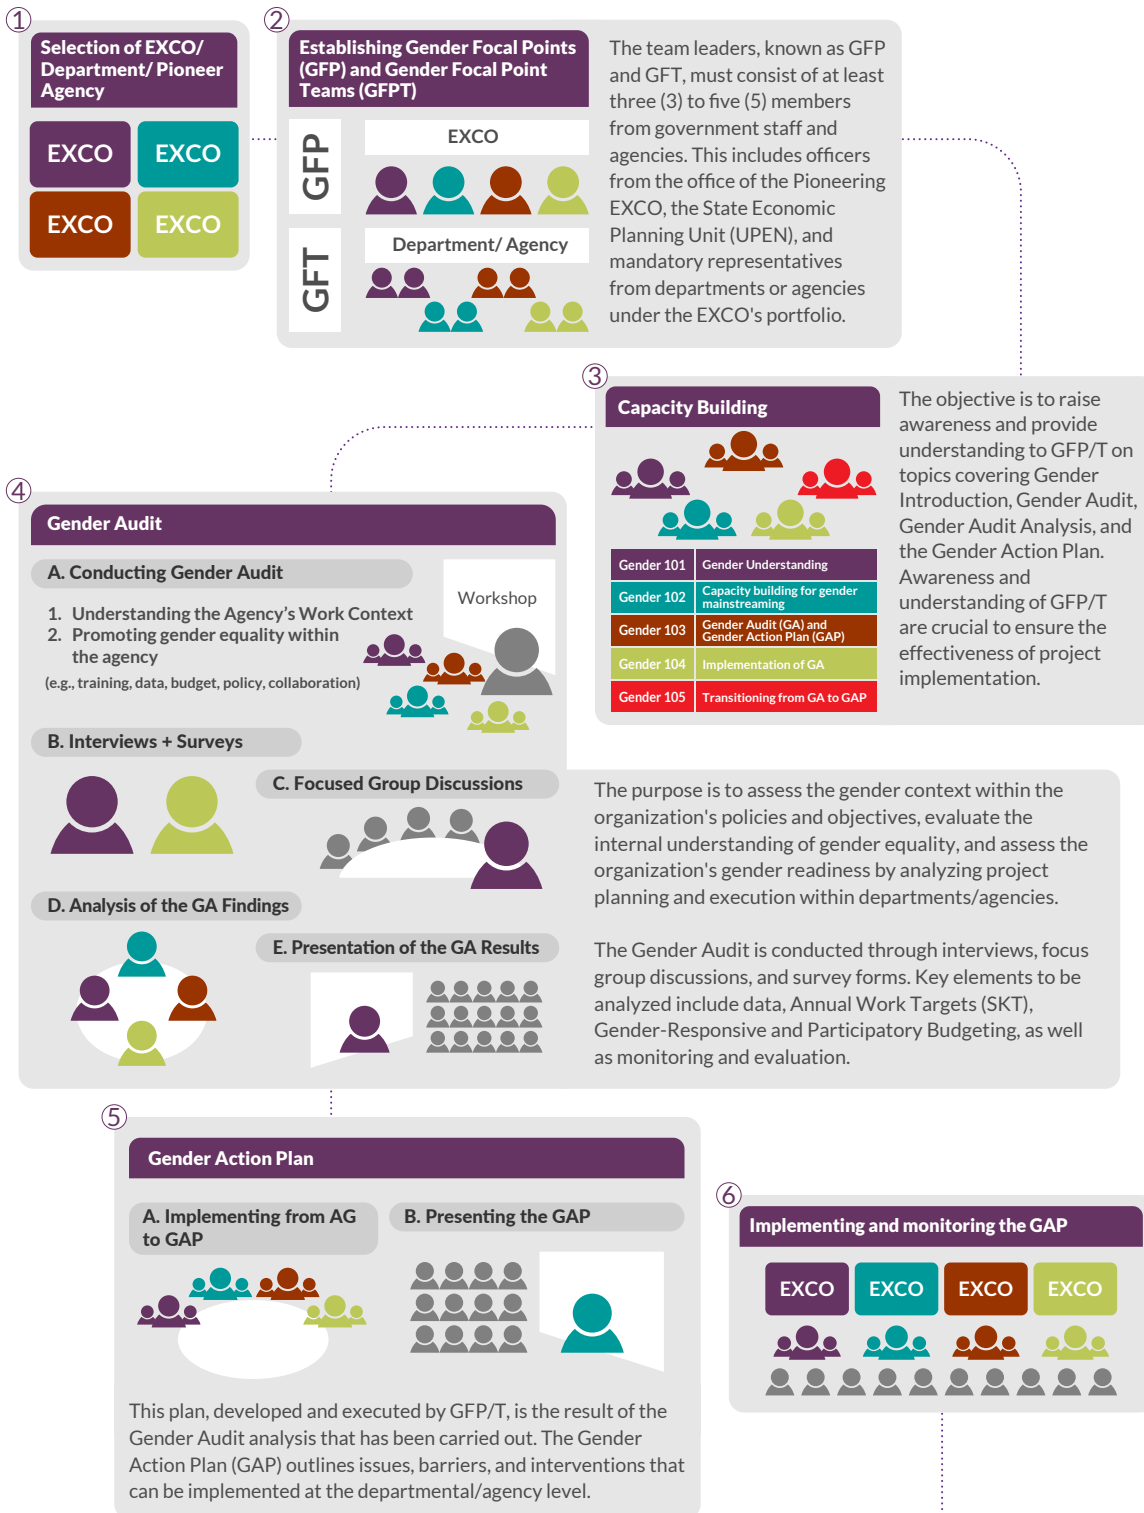 1
Selection of EXCO/
Department/ Pioneer
Agency
EXCO
EXCO
EXCO
EXCO
2
Establishing Gender Focal Points
(GFP) and Gender Focal Point
Teams (GFPT)
GFP
EXCO
GFT
Department/ Agency
The team leaders, known as GFP
and GFT, must consist of at least
three (3) to five (5) members
from government staff and
agencies. This includes officers
from the office of the Pioneering
EXCO, the State Economic
Planning Unit (UPEN), and
mandatory representatives
from departments or agencies
under the EXCO's portfolio.
3
Capacity Building
Gender 101 Gender Understanding
Gender 102 Capacity building for gender
mainstreaming
Gender 103 Gender Audit (GA) and
Gender Action Plan (GAP)
Gender 104 Implementation of GA
Gender 105 Transitioning from GA to GAP
The objective is to raise
awareness and provide
understanding to GFP/T on
topics covering Gender
Introduction, Gender Audit,
Gender Audit Analysis, and
the Gender Action Plan.
Awareness and
understanding of GFP/T
are crucial to ensure the
effectiveness of project
implementation.
4
Gender Audit
A. Conducting Gender Audit
1. Understanding the Agency’s Work Context
2. Promoting gender equality within
the agency
(e.g., training, data, budget, policy, collaboration)
Workshop
B. Interviews + Surveys
C. Focused Group Discussions
D. Analysis of the GA Findings
E. Presentation of the GA Results
The purpose is to assess the gender context within the
organization's policies and objectives, evaluate the
internal understanding of gender equality, and assess the
organization's gender readiness by analyzing project
planning and execution within departments/agencies.
The Gender Audit is conducted through interviews, focus
group discussions, and survey forms. Key elements to be
analyzed include data, Annual Work Targets (SKT),
Gender-Responsive and Participatory Budgeting, as well
as monitoring and evaluation.
5
Gender Action Plan
A. Implementing from AG
to GAP
B. Presenting the GAP
This plan, developed and executed by GFP/T, is the result of the
Gender Audit analysis that has been carried out. The Gender
Action Plan (GAP) outlines issues, barriers, and interventions that
can be implemented at the departmental/agency level.
6
Implementing and monitoring the GAP
EXCO
EXCO
EXCO
EXCO